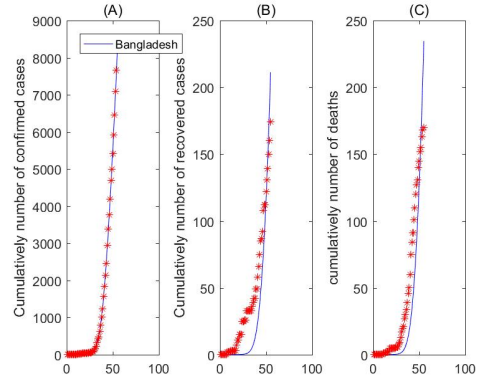 (A)
Cumulatively number of confirmed cases
9000
8000
7000
6000
5000
4000
3000
2000
1000
0
0 50 100
Bangladesh
(B)
Cumulatively number of recovered cases
250
200
150
100
50
0
0 50 100
(C)
cumulatively number of deaths
250
200
150
100
50
0
0 50 100